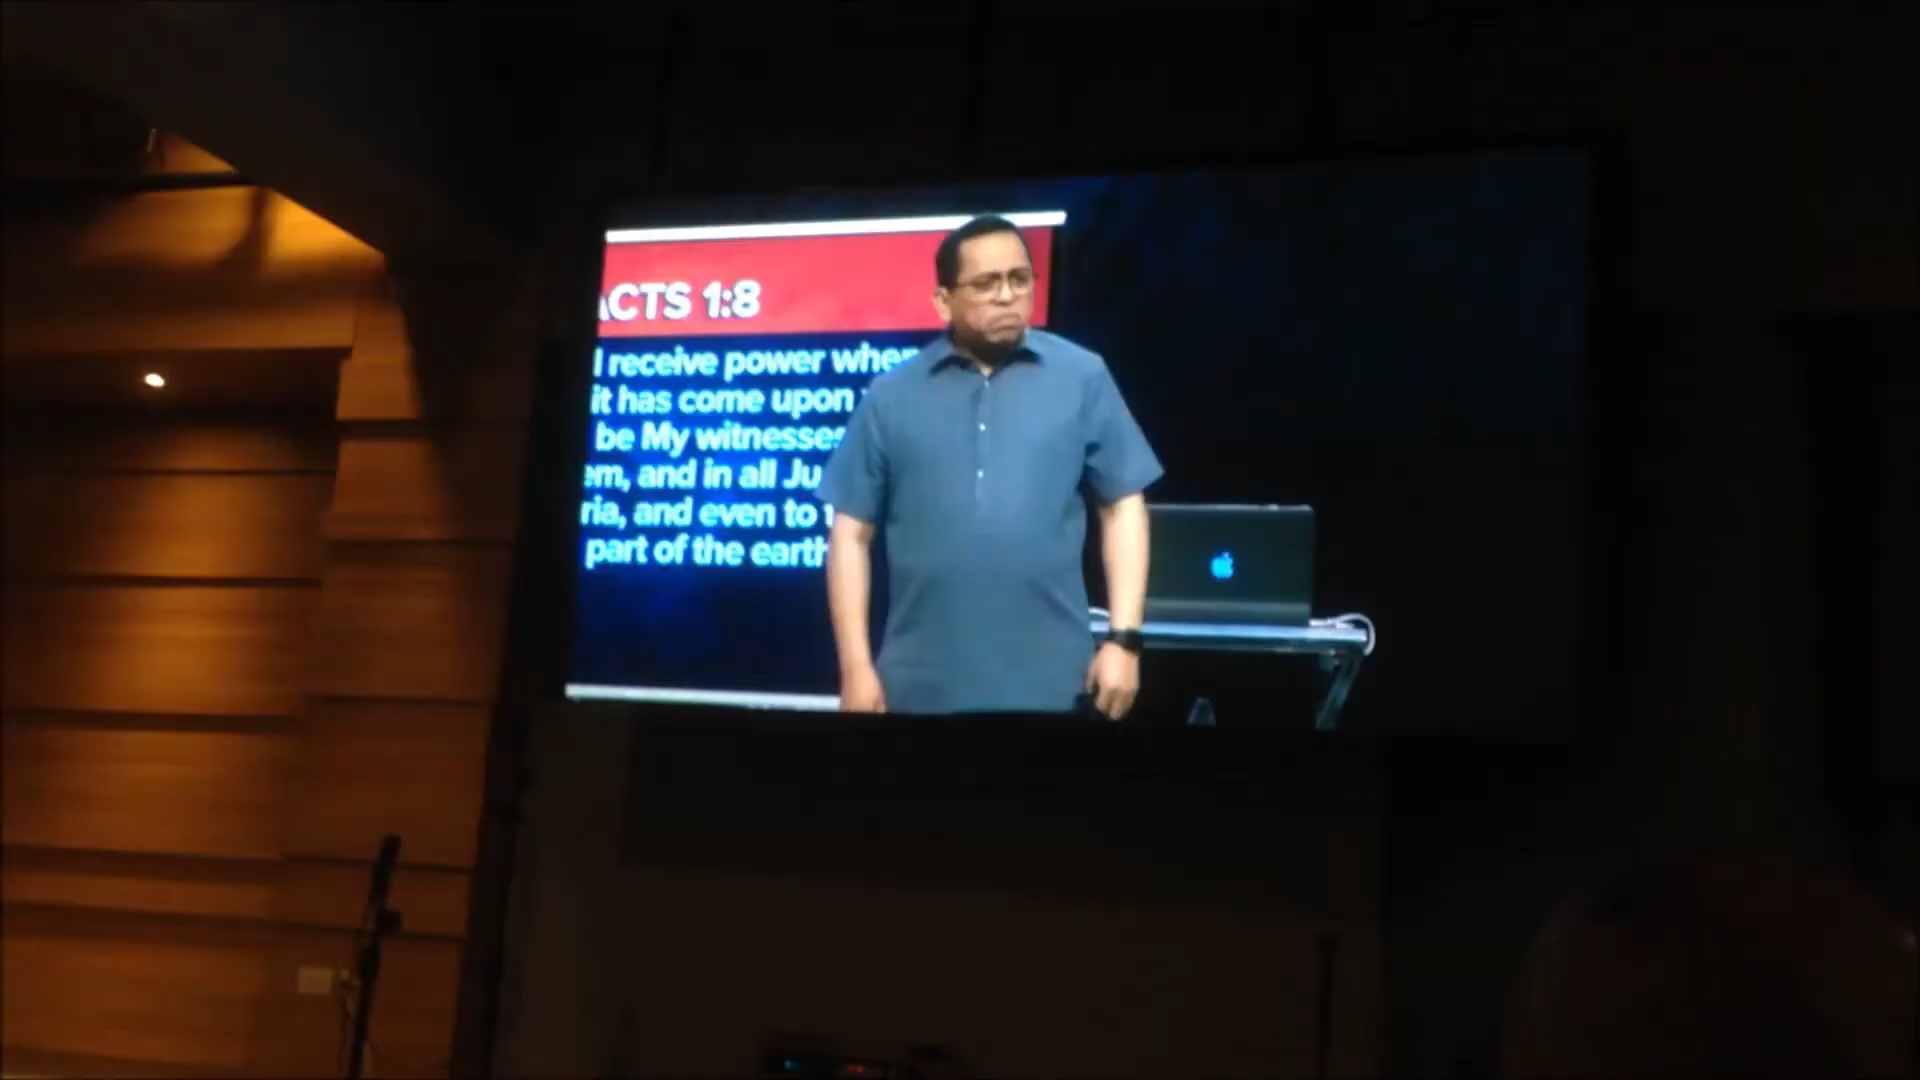 ACTS 1:8
l receive power when
it has come upon
be My witnesses
em, and in all Ju
ria, and even to
part of the earth